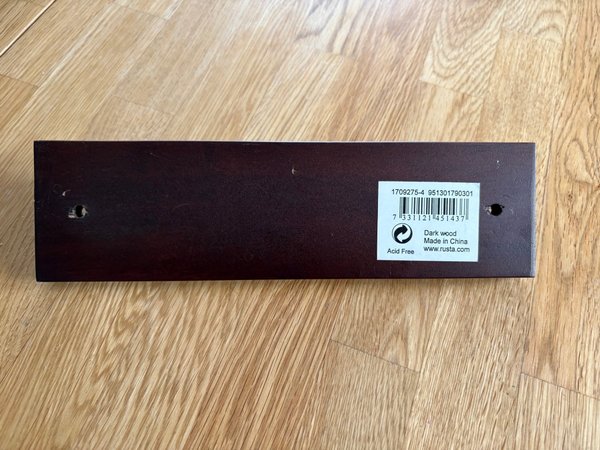 1709275-4 951301790301
7 331121 451437
Dark wood
Made in China
Acid Free www.rusta.com